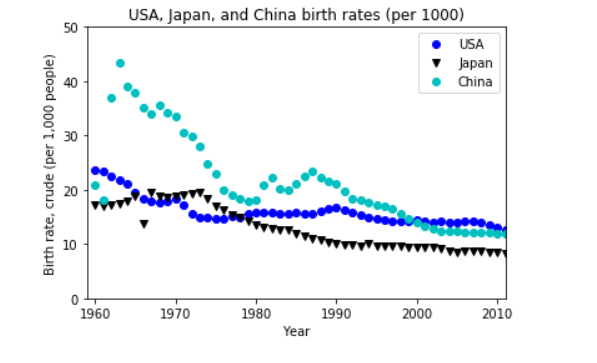 USA, Japan, and China birth rates (per 1000)
Birth rate, crude (per 1,000 people)
50
40
30
20
10
0
USA
Japan
China
1960 1970 1980 1990 2000 2010
Year